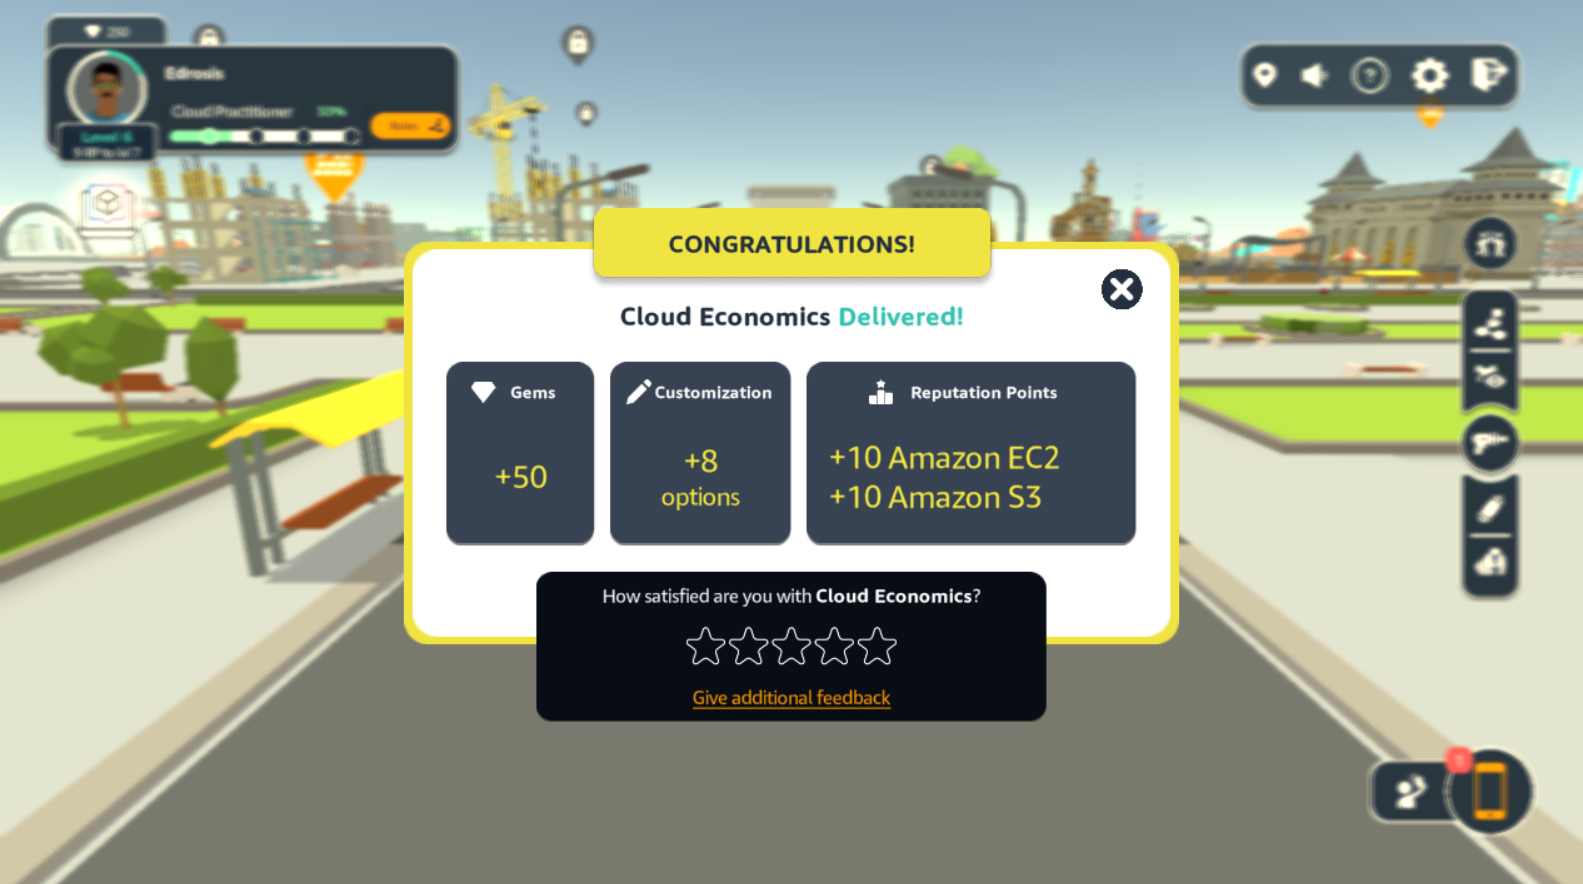 250
Edrosis
Cloud Practitioner 33%
Roles
Level 6
CONGRATULATIONS!
Cloud Economics Delivered!
Gems
+50
Customization
+8
options
Reputation Points
+10 Amazon EC2
+10 Amazon S3
How satisfied are you with Cloud Economics?
Give additional feedback